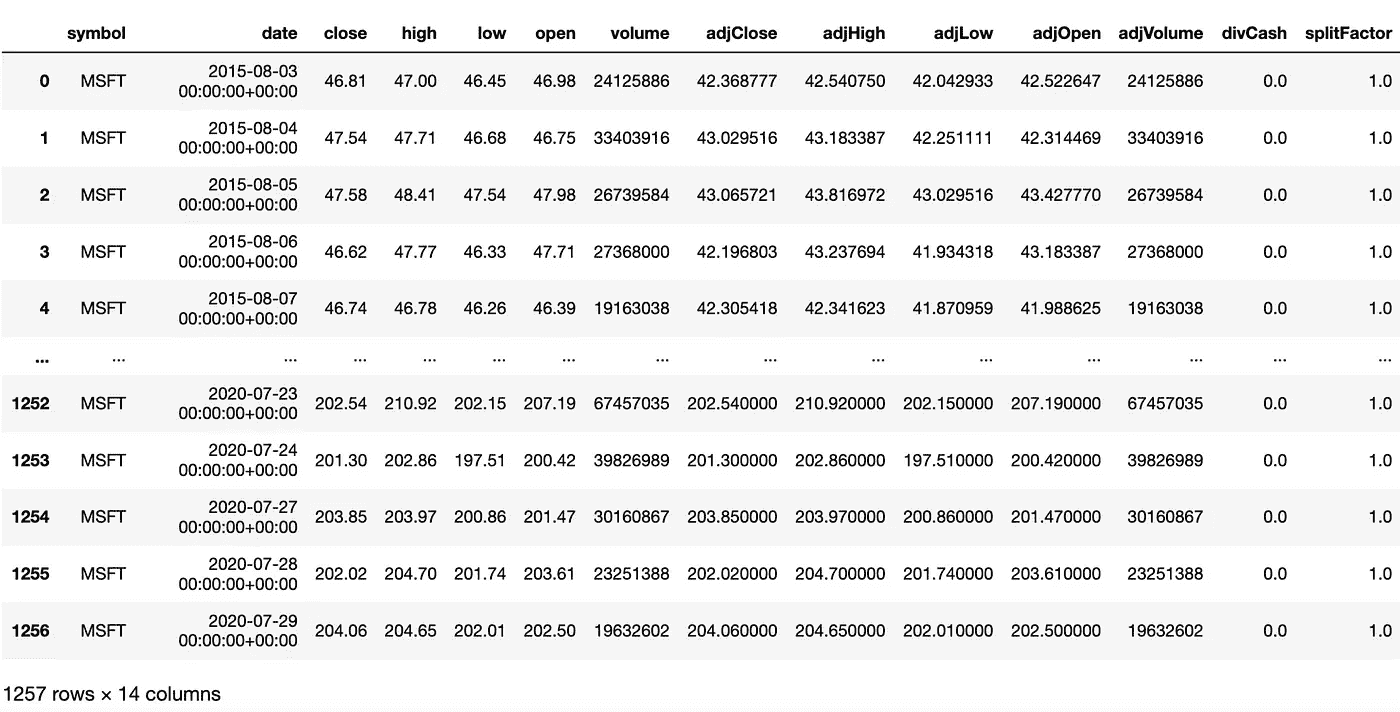 symbol date close high low open volume adjClose adjHigh adjLow adjOpen adjVolume divCash splitFactor
0 MSFT 2015-08-03 00:00:00+00:00 46.81 47.00 46.45 46.98 24125886 42.368777 42.540750 42.042933 42.522647 24125886 0.0 1.0
1 MSFT 2015-08-04 00:00:00+00:00 47.54 47.71 46.68 46.75 33403916 43.029516 43.183387 42.251111 42.314469 33403916 0.0 1.0
2 MSFT 2015-08-05 00:00:00+00:00 47.58 48.41 47.54 47.98 26739584 43.065721 43.816972 43.029516 43.427770 26739584 0.0 1.0
3 MSFT 2015-08-06 00:00:00+00:00 46.62 47.77 46.33 47.71 27368000 42.196803 43.237694 41.934318 43.183387 27368000 0.0 1.0
4 MSFT 2015-08-07 00:00:00+00:00 46.74 46.78 46.26 46.39 19163038 42.305418 42.341623 41.870959 41.988625 19163038 0.0 1.0
... ... ... ... ... ... ... ... ... ... ... ... ... ... ...
1252 MSFT 2020-07-23 00:00:00+00:00 202.54 210.92 202.15 207.19 67457035 202.540000 210.920000 202.150000 207.190000 67457035 0.0 1.0
1253 MSFT 2020-07-24 00:00:00+00:00 201.30 202.86 197.51 200.42 39826989 201.300000 202.860000 197.510000 200.420000 39826989 0.0 1.0
1254 MSFT 2020-07-27 00:00:00+00:00 203.85 203.97 200.86 201.47 30160867 203.850000 203.970000 200.860000 201.470000 30160867 0.0 1.0
1255 MSFT 2020-07-28 00:00:00+00:00 202.02 204.70 201.74 203.61 23251388 202.020000 204.700000 201.740000 203.610000 23251388 0.0 1.0
1256 MSFT 2020-07-29 00:00:00+00:00 204.06 204.65 202.01 202.50 19632602 204.060000 204.650000 202.010000 202.500000 19632602 0.0 1.0
1257 rows × 14 columns